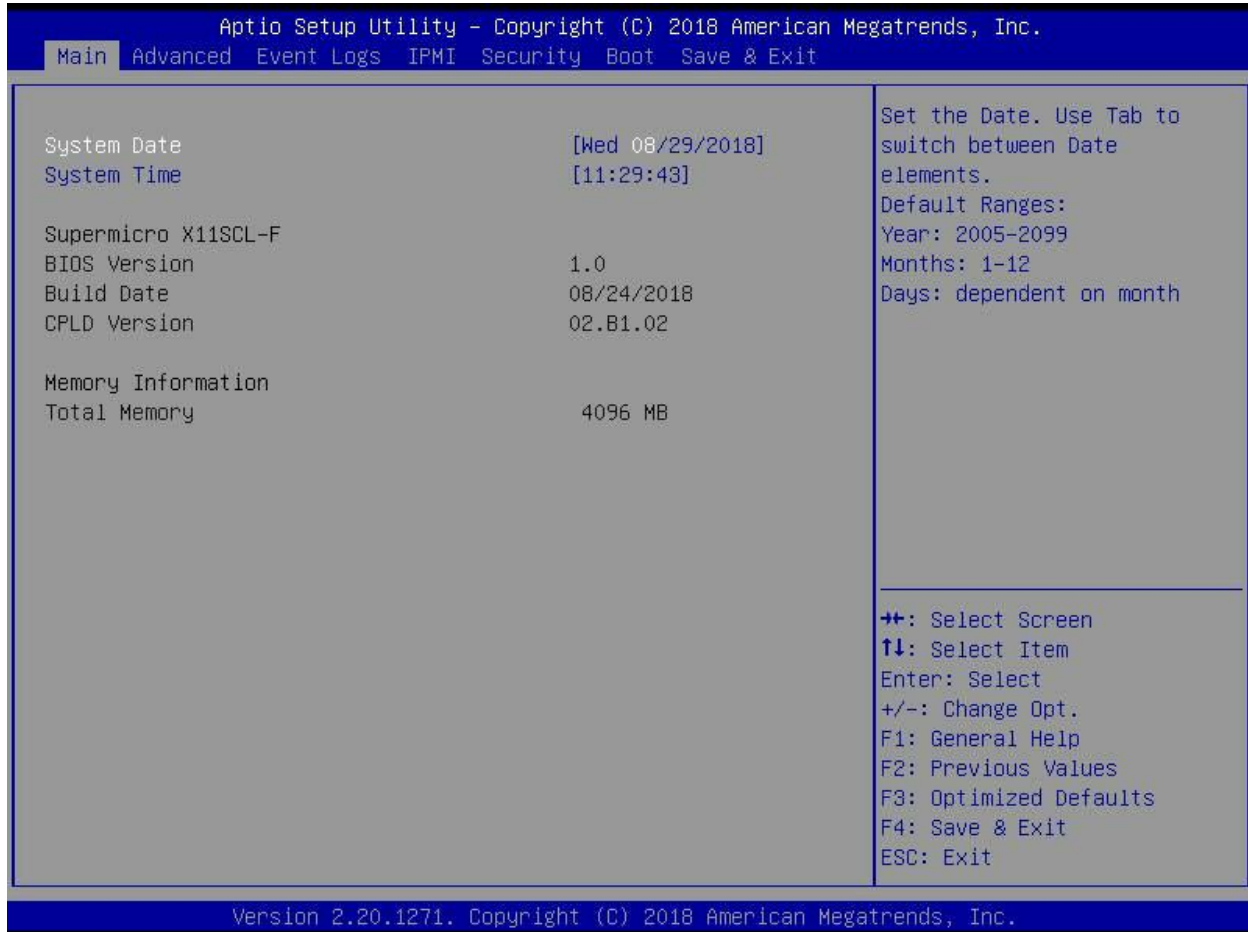 Aptio Setup Utility – Copyright (C) 2018 American Megatrends, Inc.
Main Advanced Event Logs IPMI Security Boot Save & Exit
System Date [Wed 08/29/2018]
System Time [11:29:43]
Supermicro X11SCL-F
BIOS Version 1.0
Build Date 08/24/2018
CPLD Version 02.B1.02
Memory Information
Total Memory 4096 MB
Set the Date. Use Tab to
switch between Date
elements.
Default Ranges:
Year: 2005-2099
Months: 1-12
Days: dependent on month
→←: Select Screen
↑↓: Select Item
Enter: Select
+/-: Change Opt.
F1: General Help
F2: Previous Values
F3: Optimized Defaults
F4: Save & Exit
ESC: Exit
Version 2.20.1271. Copyright (C) 2018 American Megatrends, Inc.